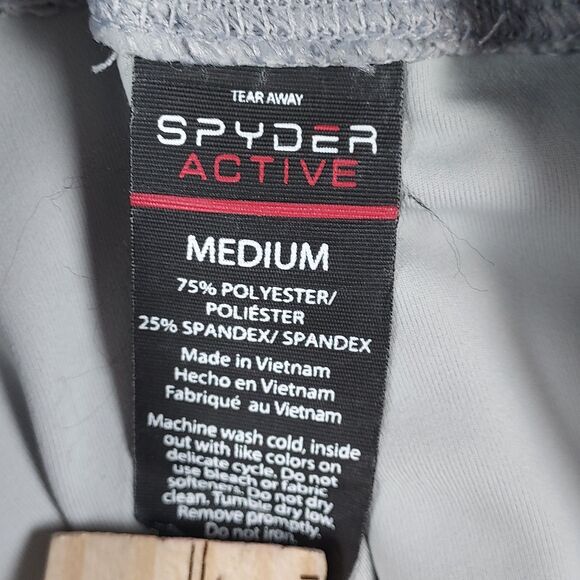 TEAR AWAY
SPYDER
ACTIVE
MEDIUM
75% POLYESTER/
POLIÉSTER
25% SPANDEX/ SPANDEX
Made in Vietnam
Hecho en Vietnam
Fabriqué au Vietnam
Machine wash cold, inside
out with like colors on
delicate cycle. Do not
use bleach or fabric
softeners. Do not dry
clean. Tumble dry low.
Remove promptly.
Do not iron.